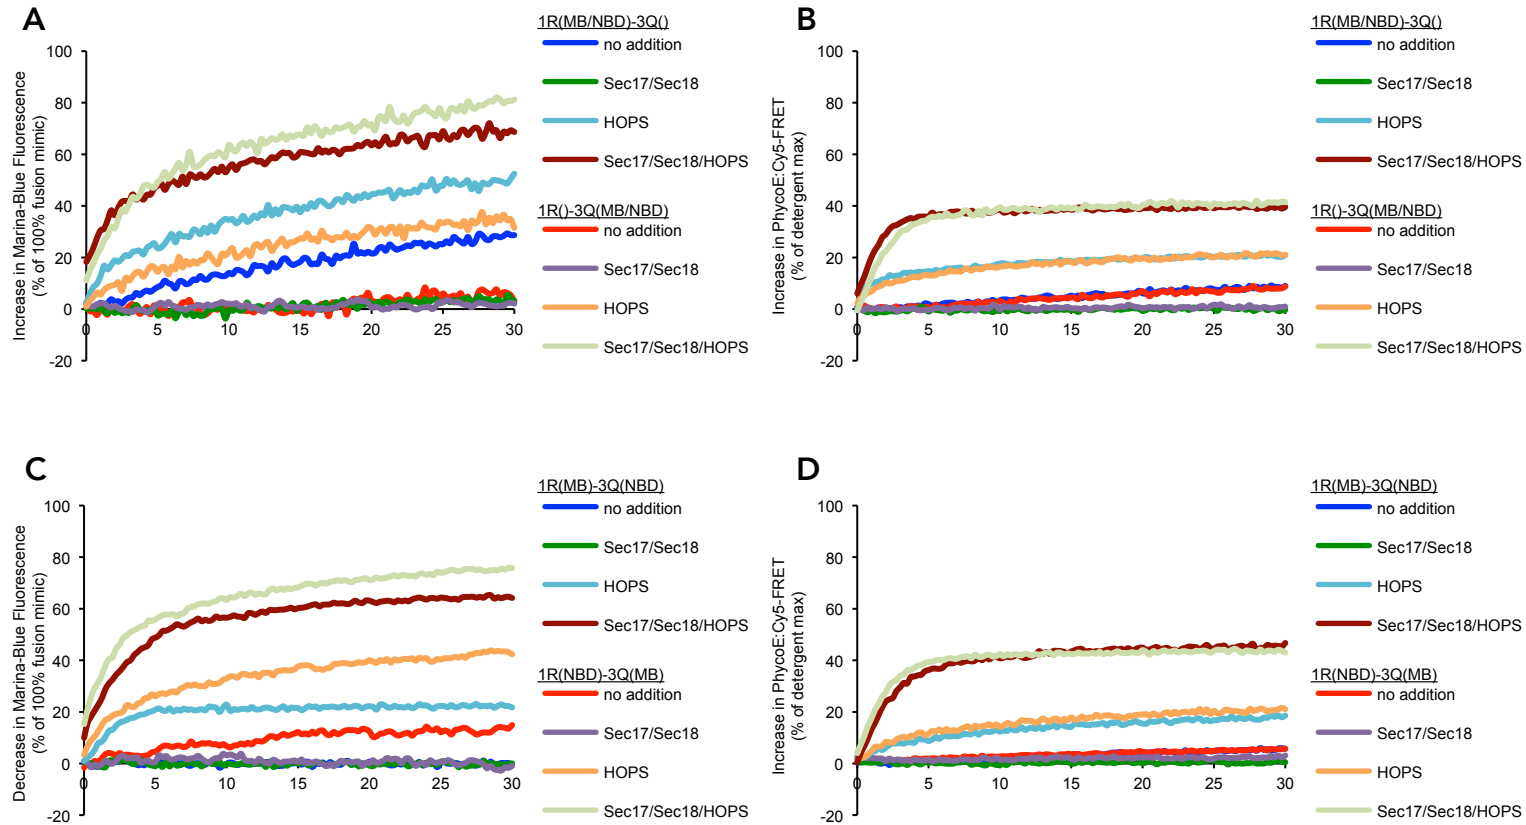 A
Increase in Marina-Blue Fluorescence
(% of 100% fusion mimic)
100
80
60
40
20
0
-20
0
5
10
15
20
25
30
1R(MB/NBD)-3Q()
no addition
Sec17/Sec18
HOPS
Sec17/Sec18/HOPS
1R()-3Q(MB/NBD)
no addition
Sec17/Sec18
HOPS
Sec17/Sec18/HOPS
B
Increase in PhycoE:Cy5-FRET
(% of detergent max)
100
80
60
40
20
0
-20
0
5
10
15
20
25
30
1R(MB/NBD)-3Q()
no addition
Sec17/Sec18
HOPS
Sec17/Sec18/HOPS
1R()-3Q(MB/NBD)
no addition
Sec17/Sec18
HOPS
Sec17/Sec18/HOPS
C
Decrease in Marina-Blue Fluorescence
(% of 100% fusion mimic)
100
80
60
40
20
0
-20
0
5
10
15
20
25
30
1R(MB)-3Q(NBD)
no addition
Sec17/Sec18
HOPS
Sec17/Sec18/HOPS
1R(NBD)-3Q(MB)
no addition
Sec17/Sec18
HOPS
Sec17/Sec18/HOPS
D
Increase in PhycoE:Cy5-FRET
(% of detergent max)
100
80
60
40
20
0
-20
0
5
10
15
20
25
30
1R(MB)-3Q(NBD)
no addition
Sec17/Sec18
HOPS
Sec17/Sec18/HOPS
1R(NBD)-3Q(MB)
no addition
Sec17/Sec18
HOPS
Sec17/Sec18/HOPS